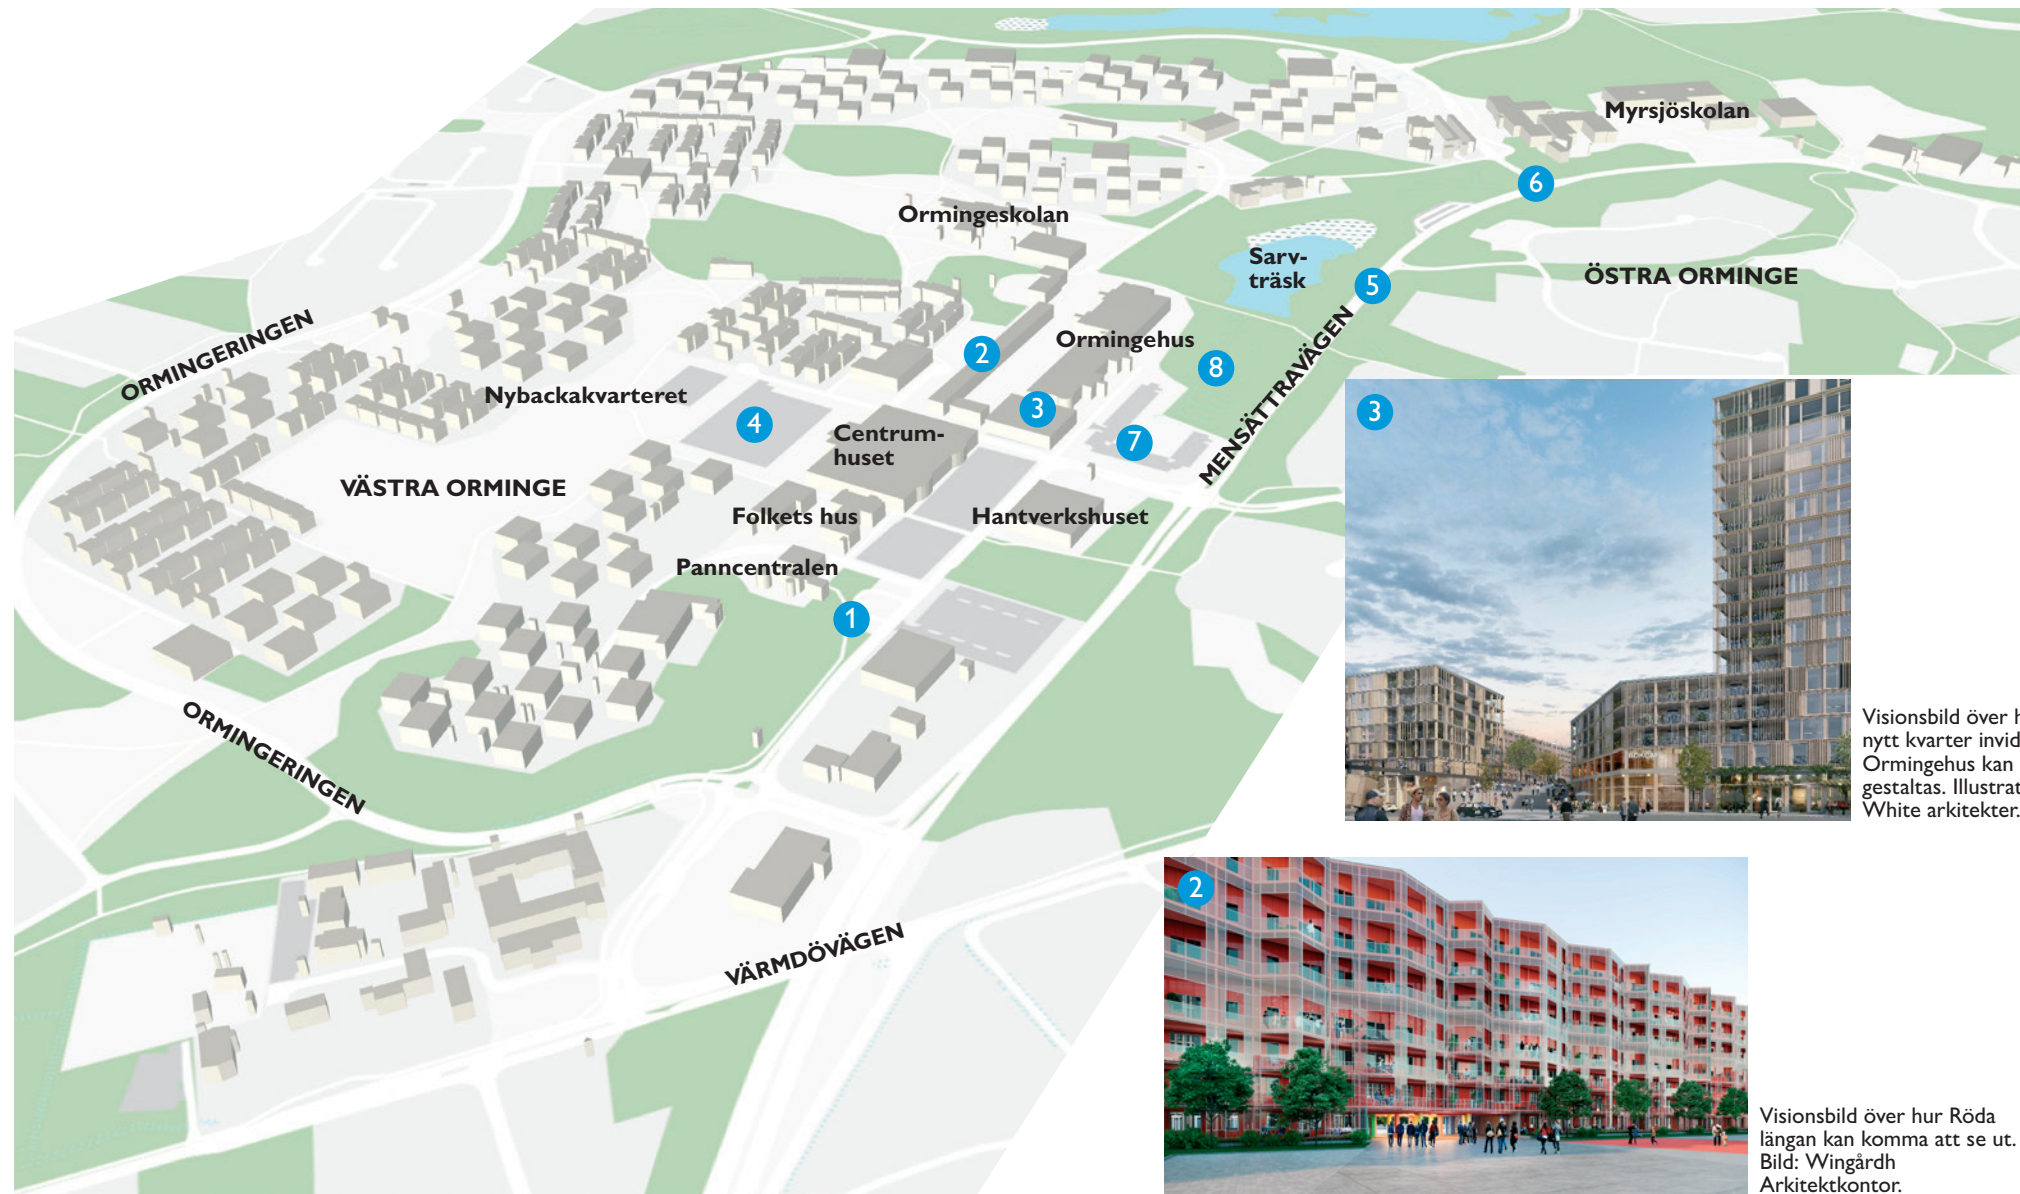 Myrsjöskolan
6
Ormingeskolan
Sarv-
träsk
5
ÖSTRA ORMINGE
ORMINGERINGEN
2
Ormingehus
8
Nybackakvarteret
4
3
7
Centrum-
huset
MENSÄTTRAVÄGEN
3
VÄSTRA ORMINGE
Folkets hus
Hantverkshuset
Panncentralen
1
ORMINGERINGEN
Visionsbild över h
nytt kvarter invid
Ormingehus kan
gestaltas. Illustrat
White arkitekter.
2
VÄRMDÖVÄGEN
Visionsbild över hur Röda
längan kan komma att se ut.
Bild: Wingårdh
Arkitektkontor.